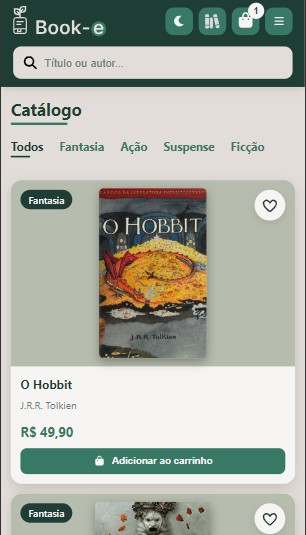 Book-e
1
Título ou autor...
Catálogo
Todos Fantasia Ação Suspense Ficção
Fantasia
O HOBBIT
J.R.R. Tolkien
O Hobbit
J.R.R. Tolkien
R$ 49,90
Adicionar ao carrinho
Fantasia